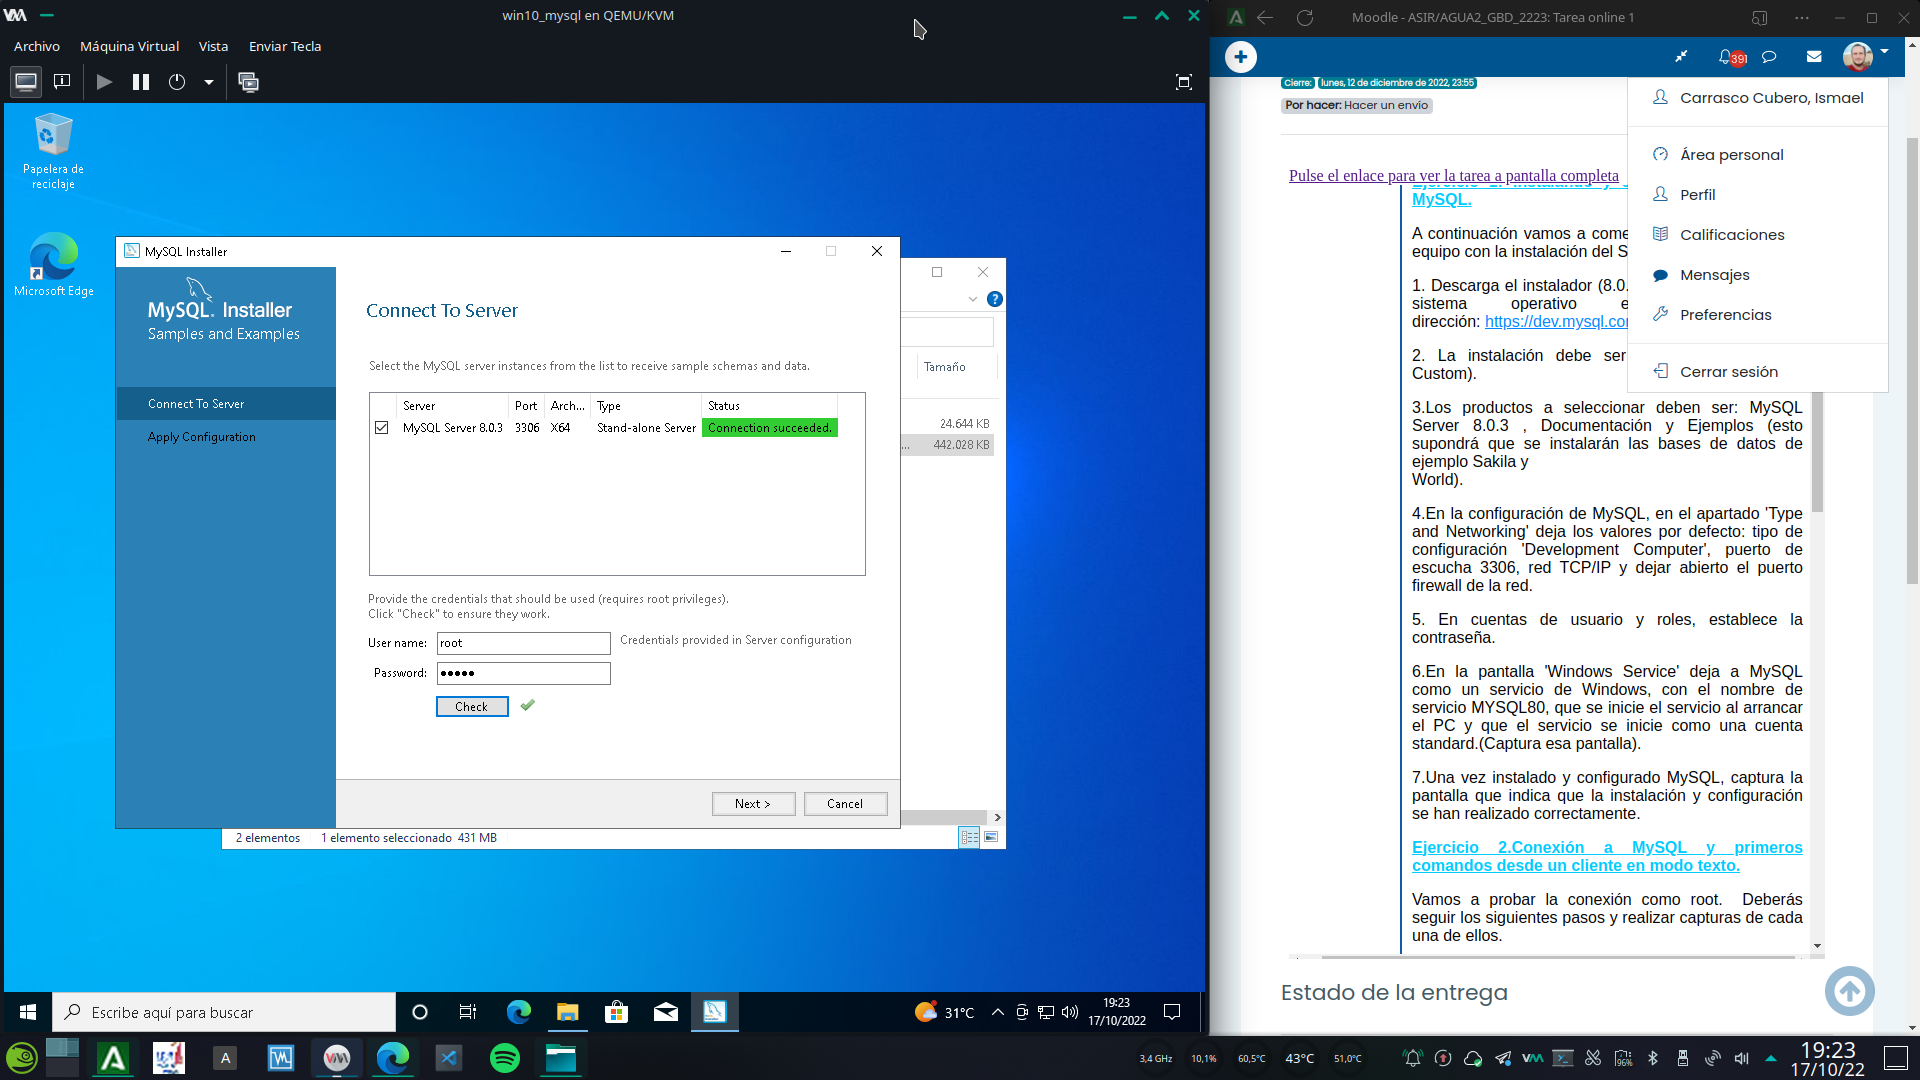 win10_mysql en QEMU/KVM
Archivo Máquina Virtual Vista Enviar Tecla
Papelera de
reciclaje
Microsoft Edge
MySQL Installer
MySQL. Installer
Samples and Examples
Connect To Server
Apply Configuration
Connect To Server
Select the MySQL server instances from the list to receive sample schemas and data.
Server Port Arch... Type Status
MySQL Server 8.0.3 3306 X64 Stand-alone Server Connection succeeded.
Provide the credentials that should be used (requires root privileges).
Click "Check" to ensure they work.
User name: root Credentials provided in Server configuration
Password: •••••
Check
Next > Cancel
Tamaño
24.644 KB
... 442.028 KB
2 elementos 1 elemento seleccionado 431 MB
Escribe aquí para buscar
31°C
19:23
17/10/2022
Moodle - ASIR/AGUA2_GBD_2223: Tarea online 1
391
Cierre: lunes, 12 de diciembre de 2022, 23:55
Por hacer: Hacer un envío
Carrasco Cubero, Ismael
Área personal
Perfil
Calificaciones
Mensajes
Preferencias
Cerrar sesión
Pulse el enlace para ver la tarea a pantalla completa
MySQL.
A continuación vamos a come
equipo con la instalación del S
1. Descarga el instalador (8.0.
sistema operativo e
dirección: https://dev.mysql.co
2. La instalación debe ser
Custom).
3.Los productos a seleccionar deben ser: MySQL
Server 8.0.3 , Documentación y Ejemplos (esto
supondrá que se instalarán las bases de datos de
ejemplo Sakila y
World).
4.En la configuración de MySQL, en el apartado 'Type
and Networking' deja los valores por defecto: tipo de
configuración 'Development Computer', puerto de
escucha 3306, red TCP/IP y dejar abierto el puerto
firewall de la red.
5. En cuentas de usuario y roles, establece la
contraseña.
6.En la pantalla 'Windows Service' deja a MySQL
como un servicio de Windows, con el nombre de
servicio MYSQL80, que se inicie el servicio al arrancar
el PC y que el servicio se inicie como una cuenta
standard.(Captura esa pantalla).
7.Una vez instalado y configurado MySQL, captura la
pantalla que indica que la instalación y configuración
se han realizado correctamente.
Ejercicio 2.Conexión a MySQL y primeros
comandos desde un cliente en modo texto.
Vamos a probar la conexión como root. Deberás
seguir los siguientes pasos y realizar capturas de cada
una de ellos.
Estado de la entrega
3,4 GHz 10,1% 60,5°C 43°C 51,0°C
96%
19:23
17/10/22